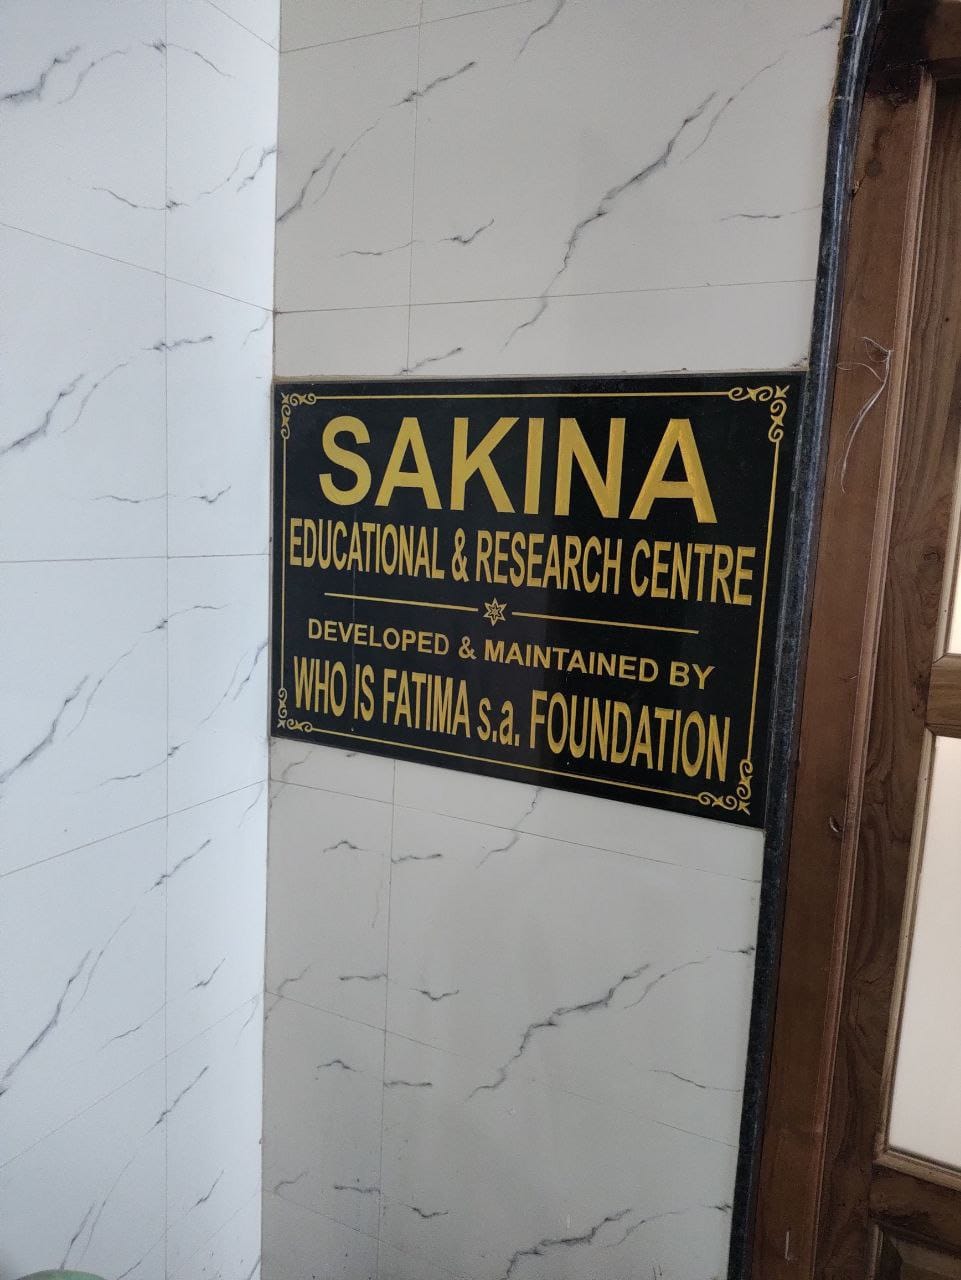 SAKINA
EDUCATIONAL & RESEARCH CENTRE
DEVELOPED & MAINTAINED BY
WHO IS FATIMA s.a. FOUNDATION